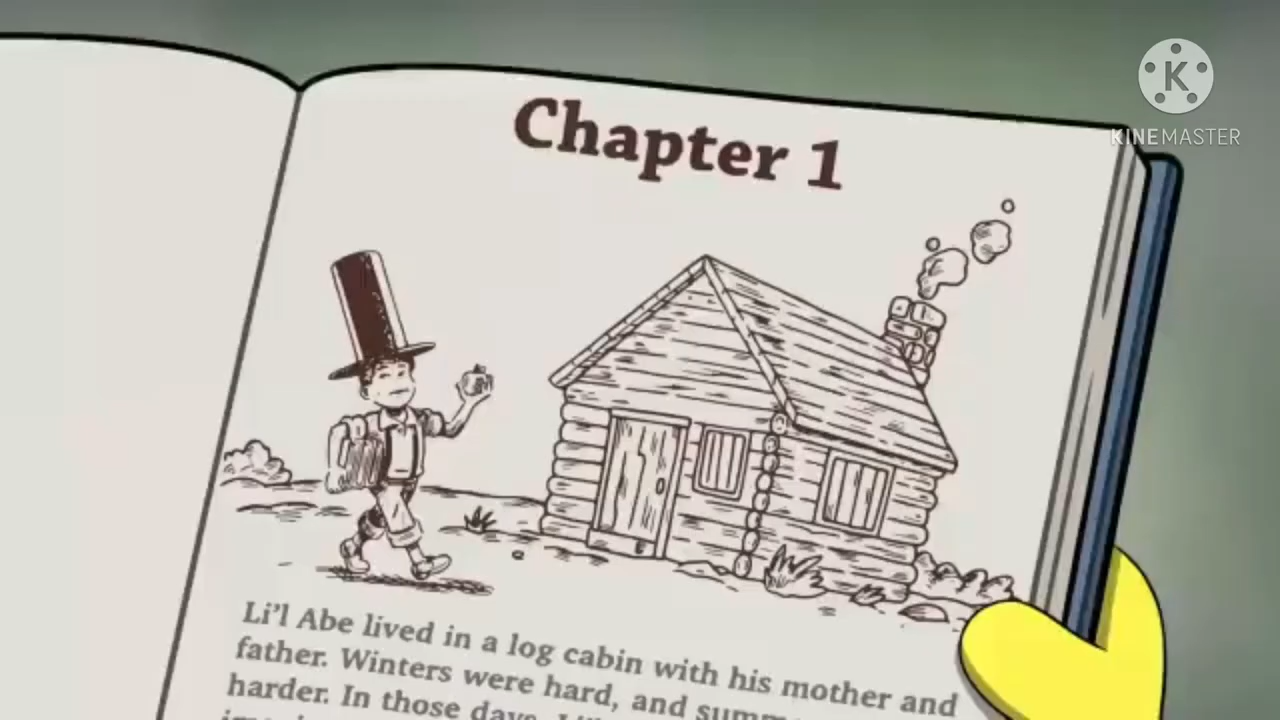 Chapter 1
K
KINEMASTER
Li’l Abe lived in a log cabin with his mother and
father. Winters were hard, and
harder. In those days,